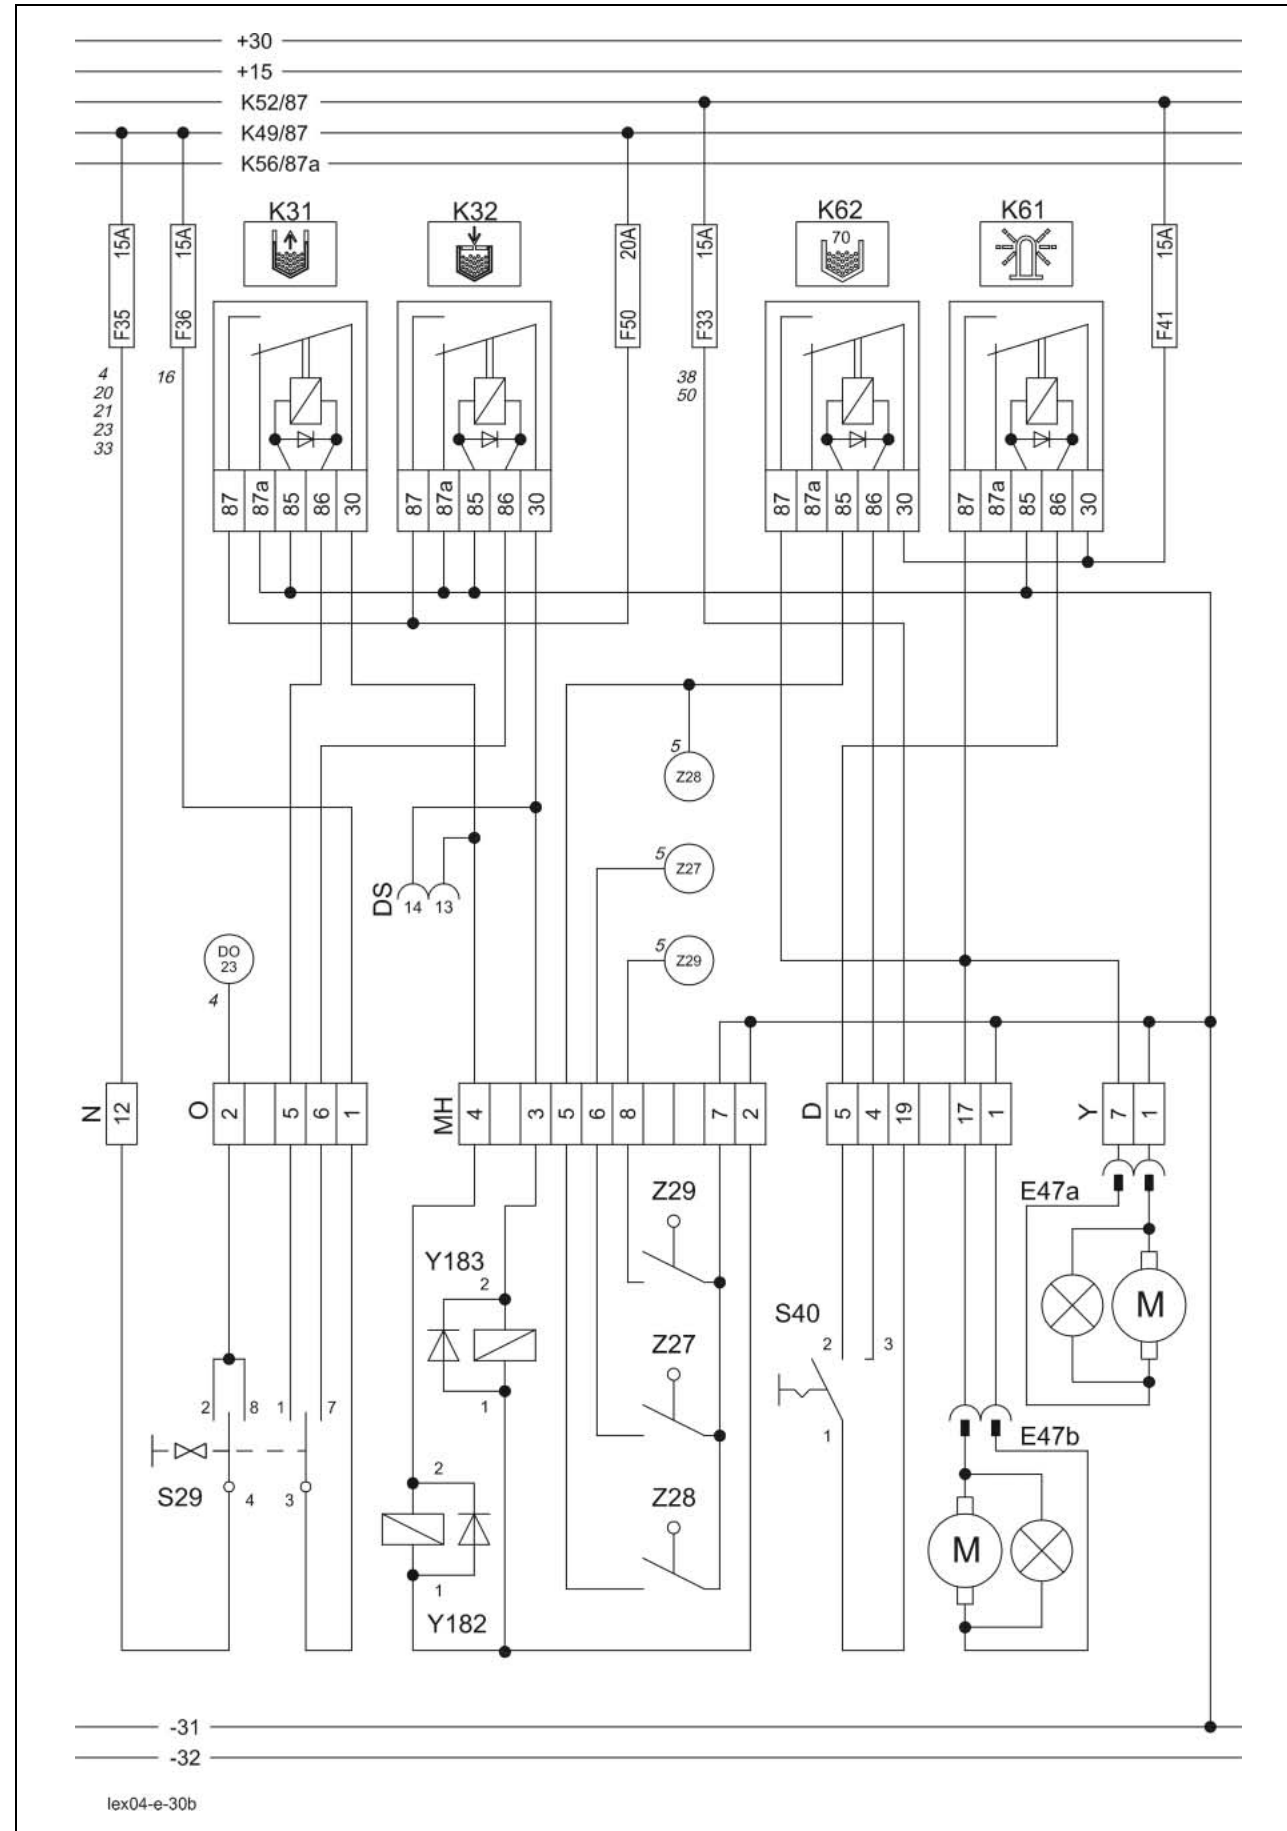 +30
+15
K52/87
K49/87
K56/87a
K31
K32
K62
K61
70
15A
F35
15A
F36
20A
F50
15A
F33
15A
F41
4
20
21
23
33
16
38
50
87 87a 85 86 30
87 87a 85 86 30
87 87a 85 86 30
87 87a 85 86 30
5
Z28
5
Z27
DS
14 13
DO
23
4
5
Z29
N
12
O
2 5 6 1
MH
4 3 5 6 8 7 2
D
5 4 19 17 1
Y
7 1
E47a
Z29
Y183
2
1
M
S40
2 3
1
Z27
2 8 1 7
S29
4 3
E47b
2
Z28
M
1
Y182
-31
-32
lex04-e-30b